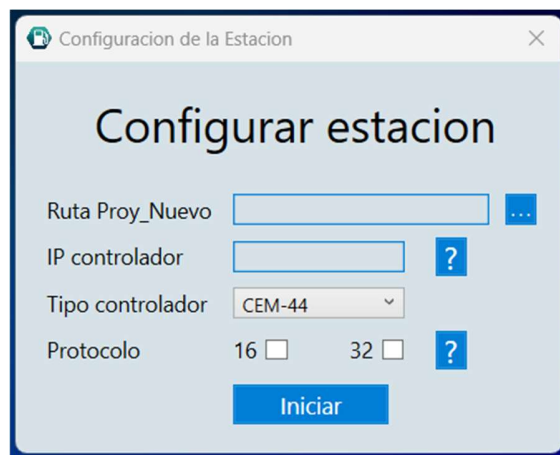 Configuracion de la Estacion
Configurar estacion
Ruta Proy_Nuevo ...
IP controlador ?
Tipo controlador CEM-44
Protocolo 16 32 ?
Iniciar